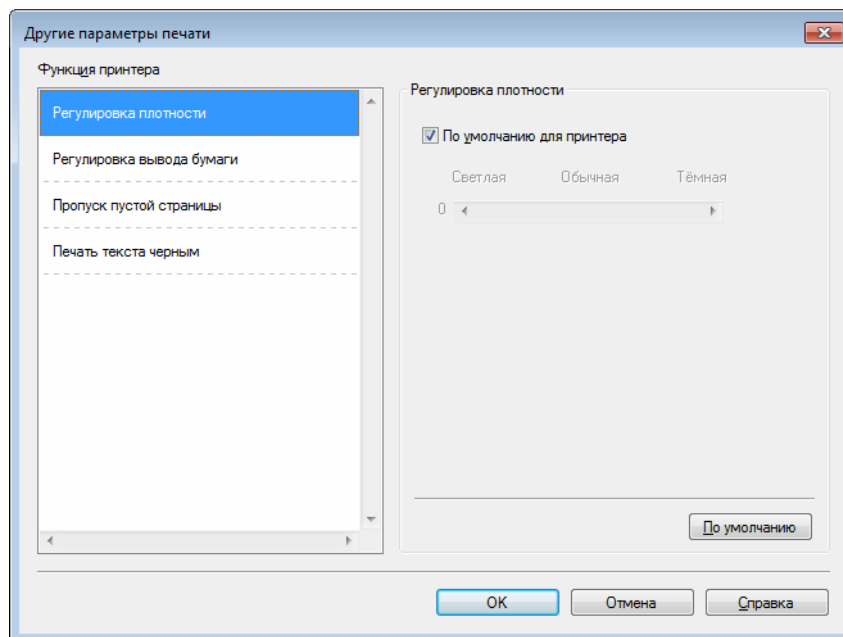 Другие параметры печати
Функция принтера
Регулировка плотности
Регулировка вывода бумаги
Пропуск пустой страницы
Печать текста черным
Регулировка плотности
По умолчанию для принтера
Светлая Обычная Тёмная
0
По умолчанию
OK Отмена Справка